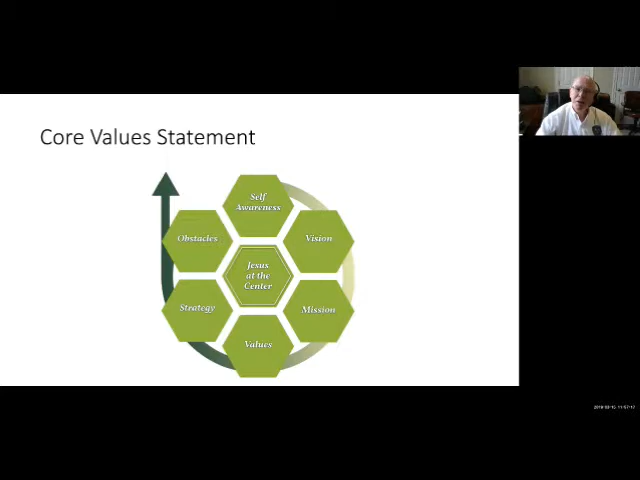 Core Values Statement
Self
Awareness
Vision
Mission
Values
Strategy
Obstacles
Jesus
at the
Center